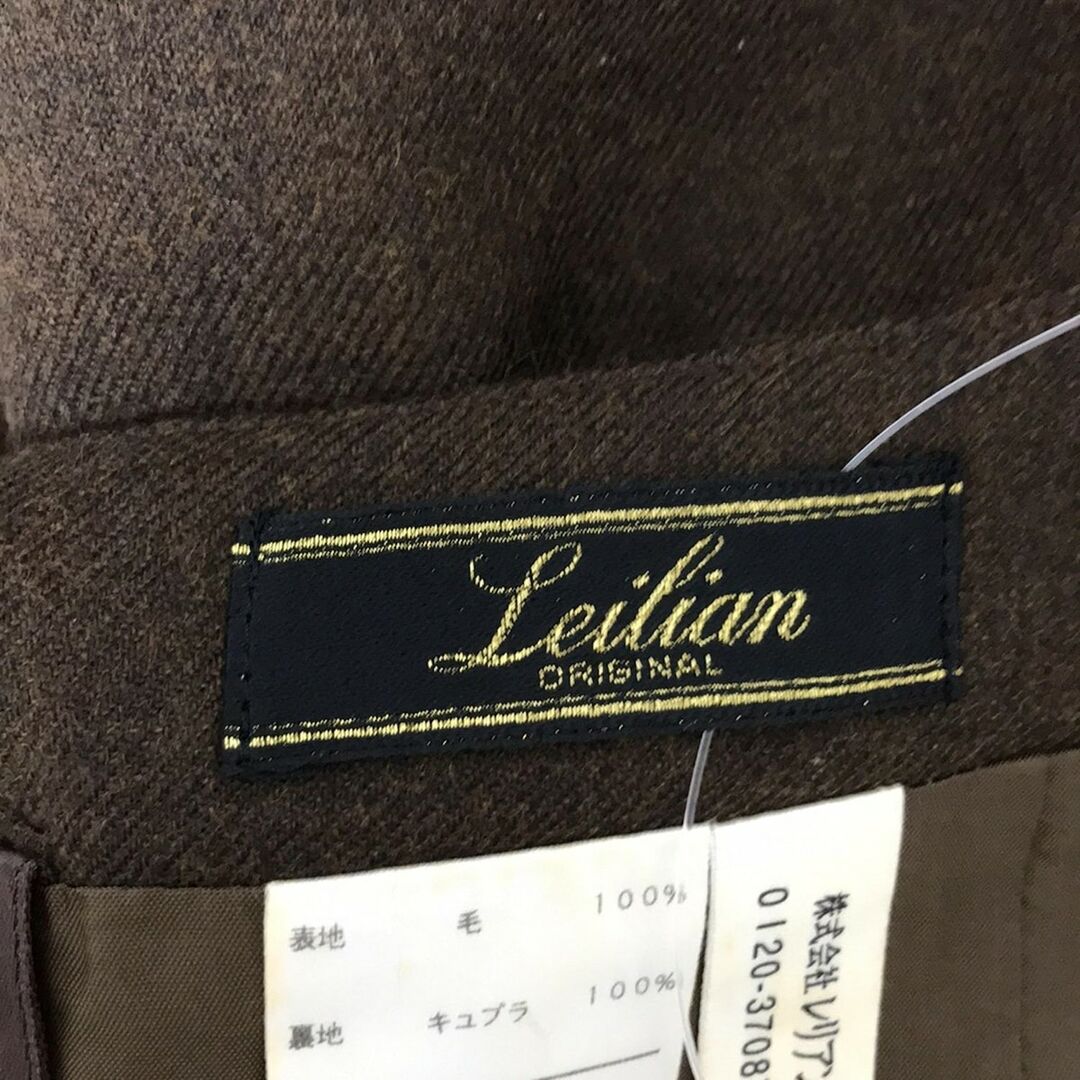 Leilian
ORIGINAL
表地 毛 100%
裏地 キュプラ 100%
株式会社 レリアン
0120-3708